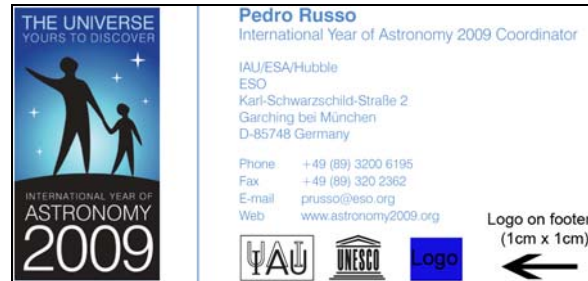 THE UNIVERSE
YOURS TO DISCOVER
INTERNATIONAL YEAR OF
ASTRONOMY
2009
Pedro Russo
International Year of Astronomy 2009 Coordinator
IAU/ESA/Hubble
ESO
Karl-Schwarzschild-Straße 2
Garching bei München
D-85748 Germany
Phone +49 (89) 3200 6195
Fax +49 (89) 320 2362
E-mail prusso@eso.org
Web www.astronomy2009.org
IAU
UNESCO
Logo
Logo on footer
(1cm x 1cm)